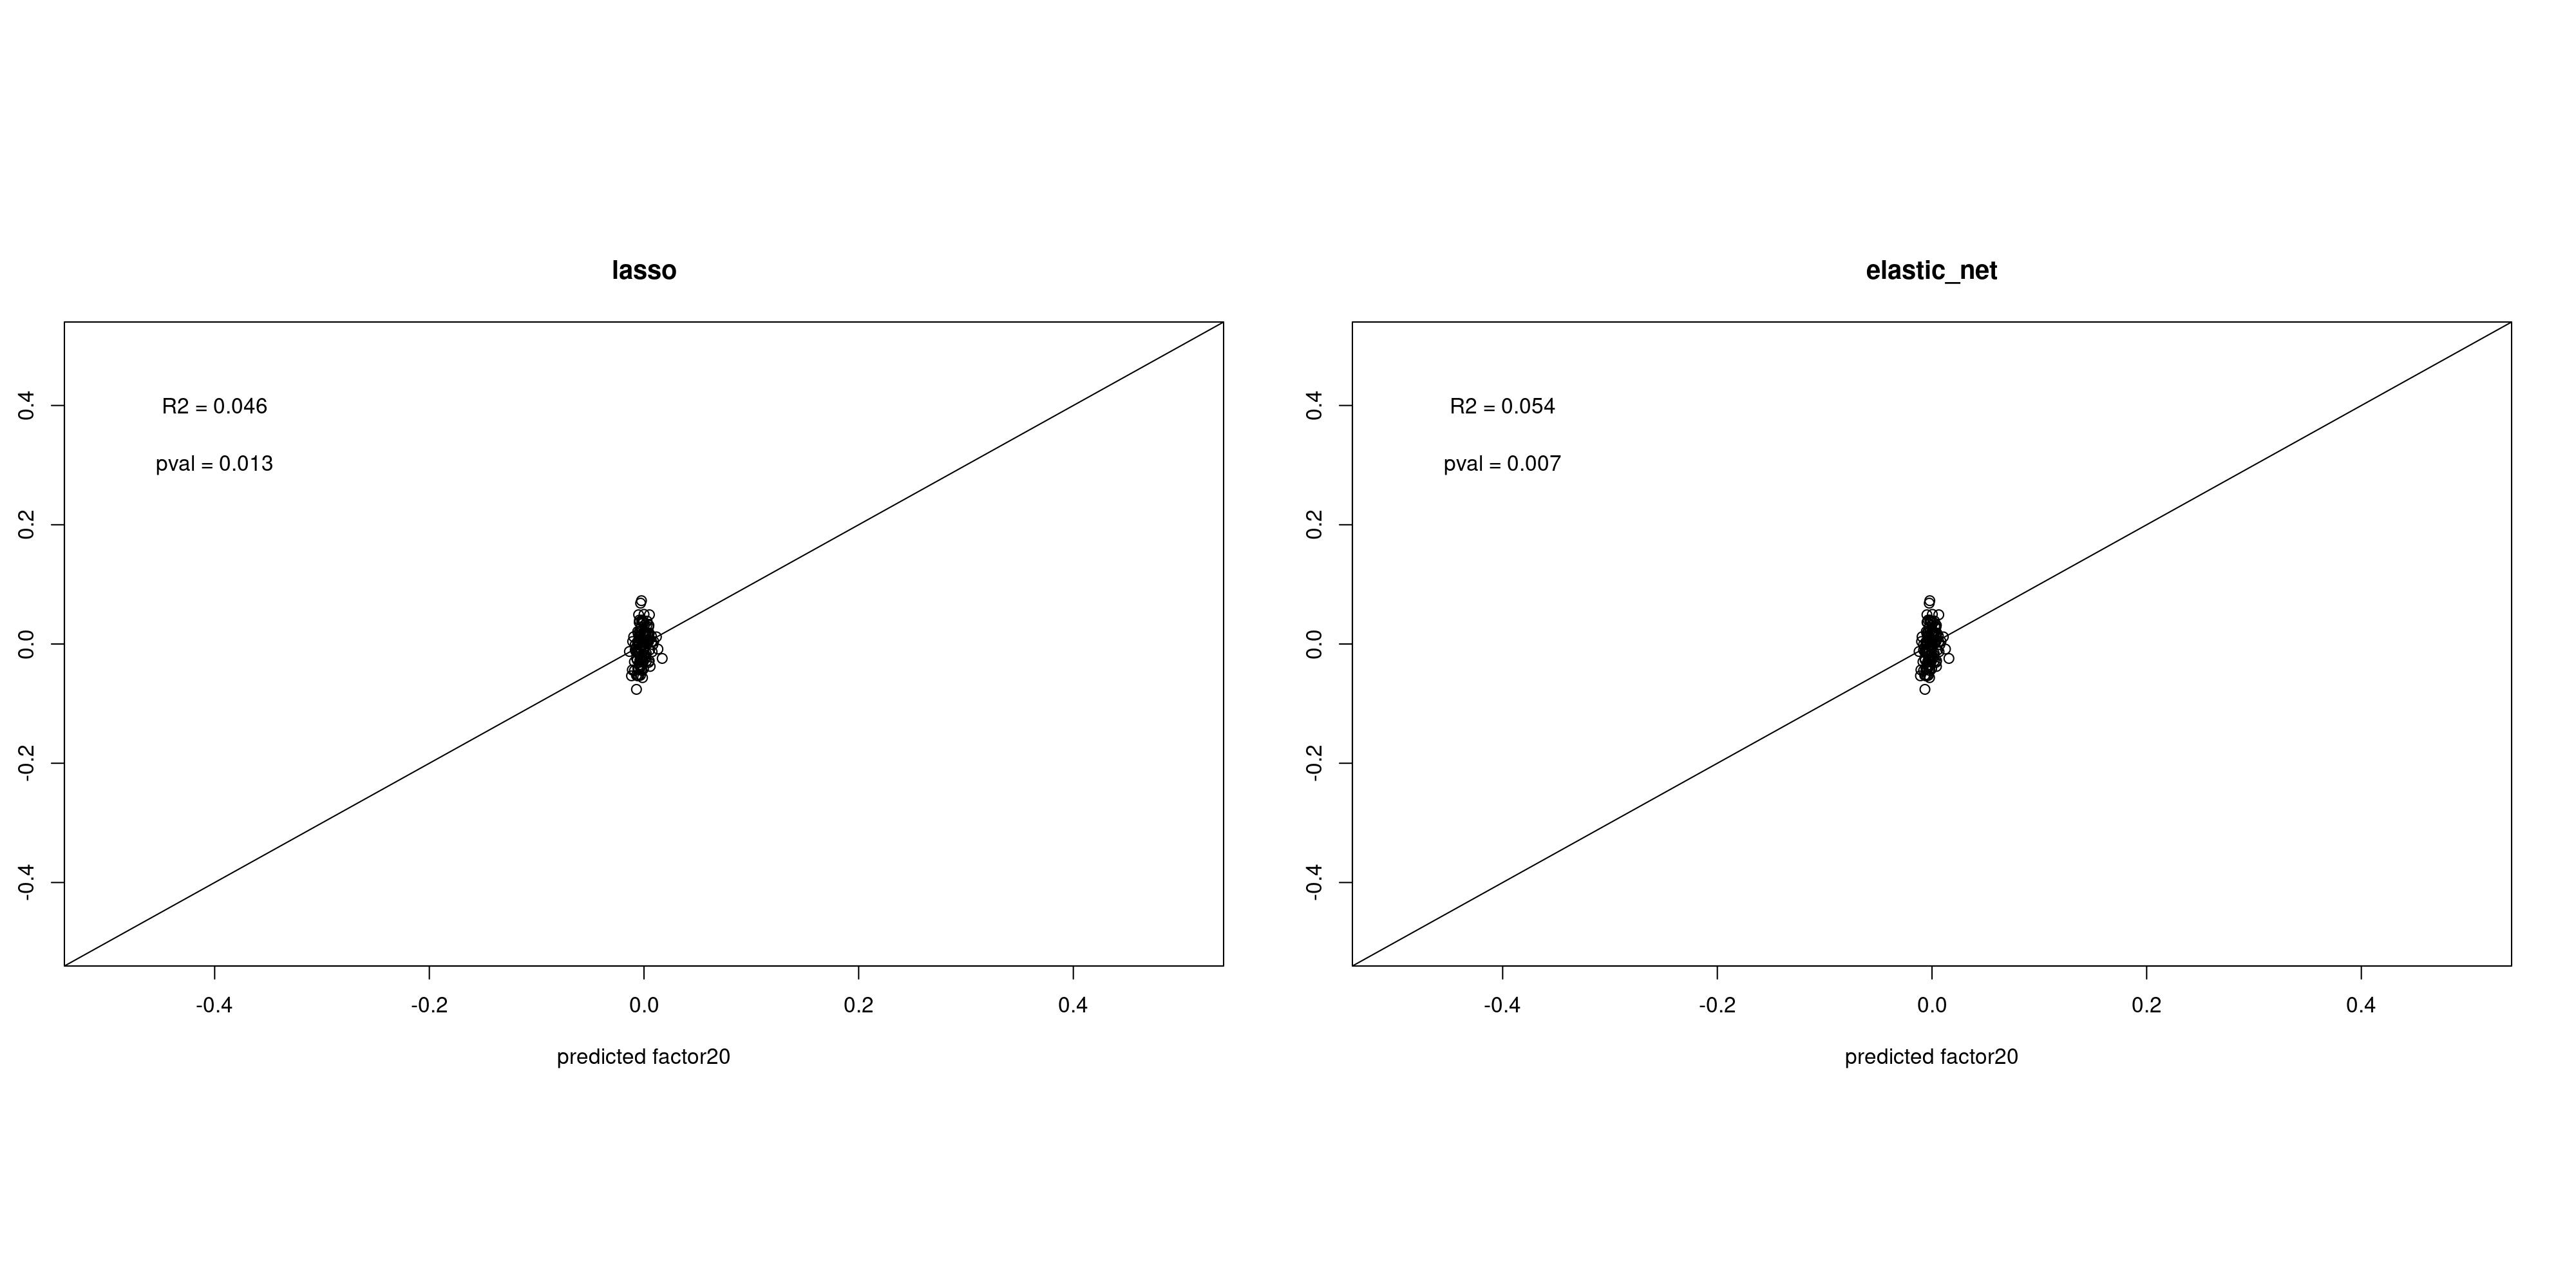 lasso
R2 = 0.046
pval = 0.013
0.4
0.2
0.0
-0.2
-0.4
-0.4 -0.2 0.0 0.2 0.4
predicted factor20
elastic_net
R2 = 0.054
pval = 0.007
0.4
0.2
0.0
-0.2
-0.4
-0.4 -0.2 0.0 0.2 0.4
predicted factor20